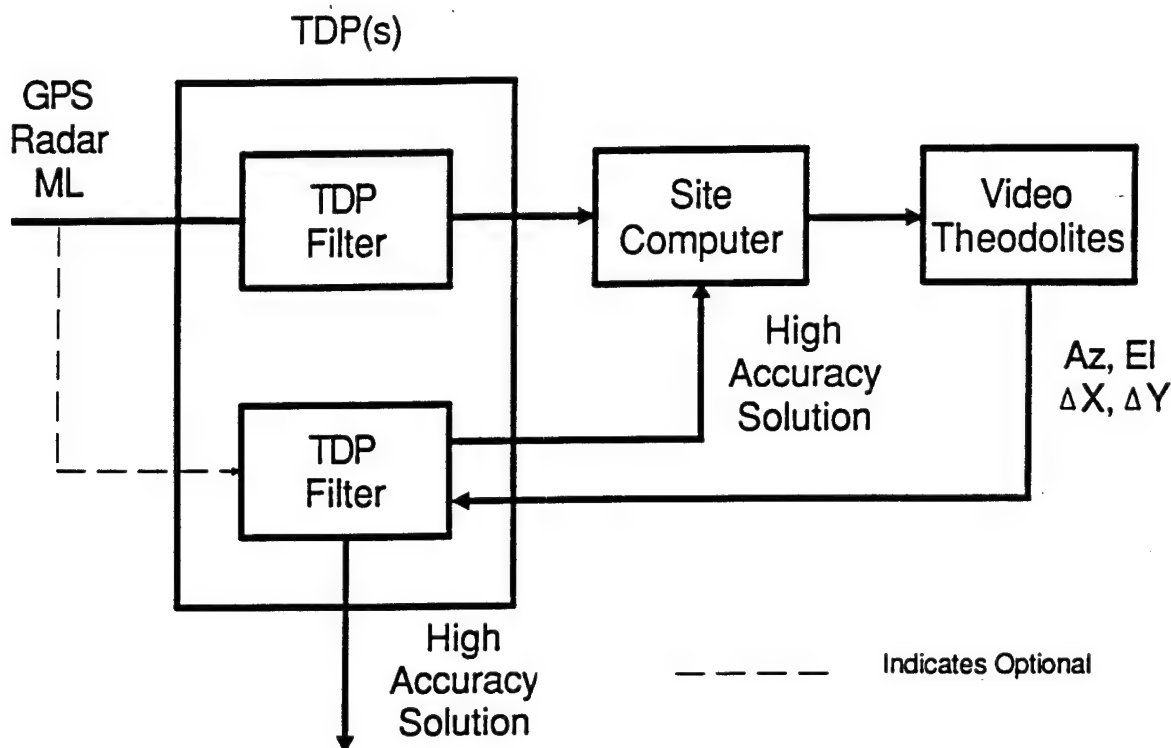 TDP(s)
GPS
Radar
ML
TDP
Filter
Site
Computer
Video
Theodolites
High
Accuracy
Solution
Az, El
ΔX, ΔY
TDP
Filter
High
Accuracy
Solution
Indicates Optional